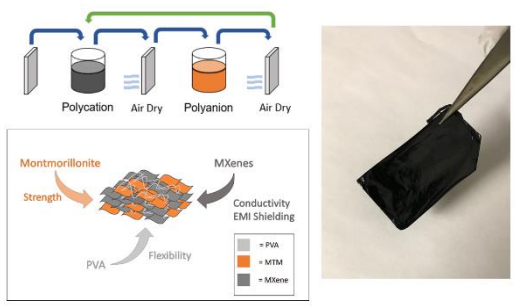 Polycation
Air Dry
Polyanion
Air Dry
Montmorillonite
MXenes
Strength
Conductivity
EMI Shielding
PVA
Flexibility
= PVA
= MTM
= MXene